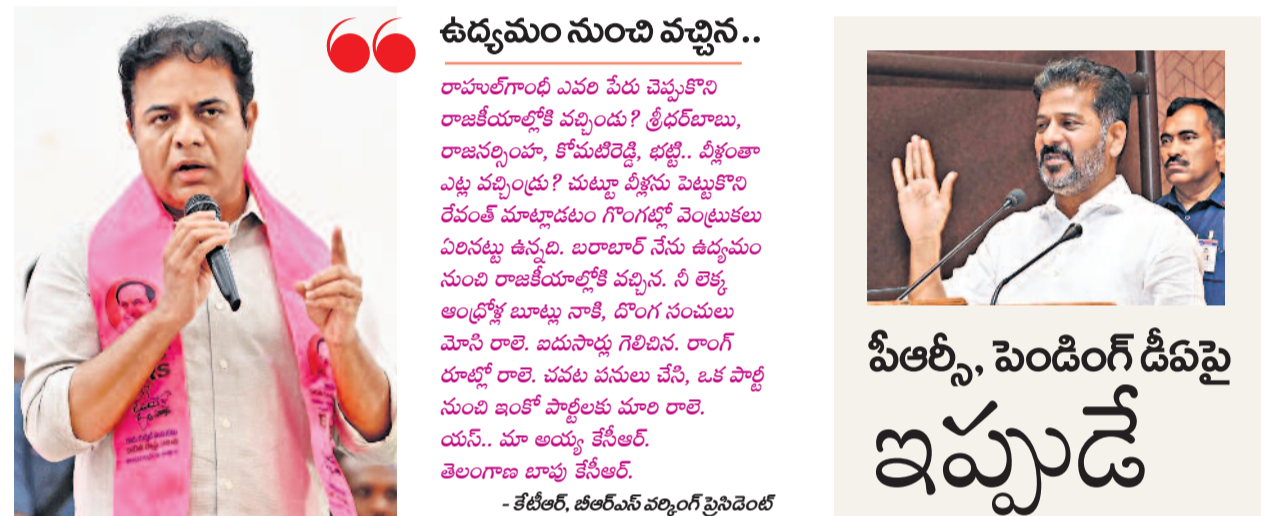 ఉద్యమం నుంచి వచ్చిన..
రాహుల్‌గాంధీ ఎవరి పేరు చెప్పుకొని
రాజకీయాల్లోకి వచ్చిండు? శ్రీధర్‌బాబు,
రాజనర్సింహ, కోమటిరెడ్డి, భట్టి.. వీళ్లంతా
ఎట్ల వచ్చిండ్రు? చుట్టూ వీళ్లను పెట్టుకొని
రేవంత్ మాట్లాడటం గొంగట్లో వెంట్రుకలు
ఏరినట్టు ఉన్నది. బరాబార్ నేను ఉద్యమం
నుంచి రాజకీయాల్లోకి వచ్చిన. నీ లెక్క
ఆంధ్రోళ్ల బూట్లు నాకి, దొంగ సంచులు
మోసి రాలె. ఐదుసార్లు గెలిచిన. రాంగ్
రూట్లో రాలె. చవట పనులు చేసి, ఒక పార్టీ
నుంచి ఇంకో పార్టీలకు మారి రాలె.
యస్.. మా అయ్య కేసీఆర్.
తెలంగాణ బాపు కేసీఆర్.
- కేటీఆర్, బీఆర్ఎస్ వర్కింగ్ ప్రెసిడెంట్
పీఆర్సీ, పెండింగ్ డీఏపై
ఇప్పుడే